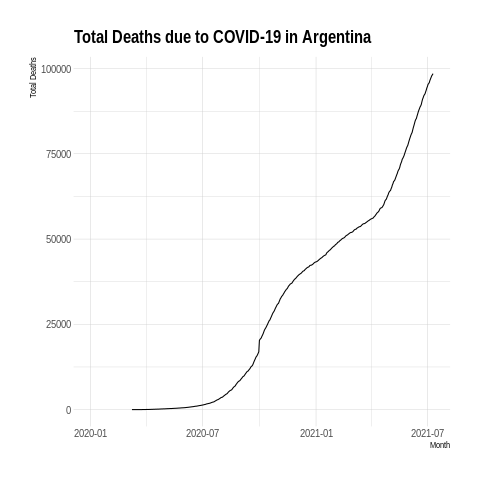 Total Deaths due to COVID-19 in Argentina
Total Deaths
100000
75000
50000
25000
0
2020-01 2020-07 2021-01 2021-07
Month